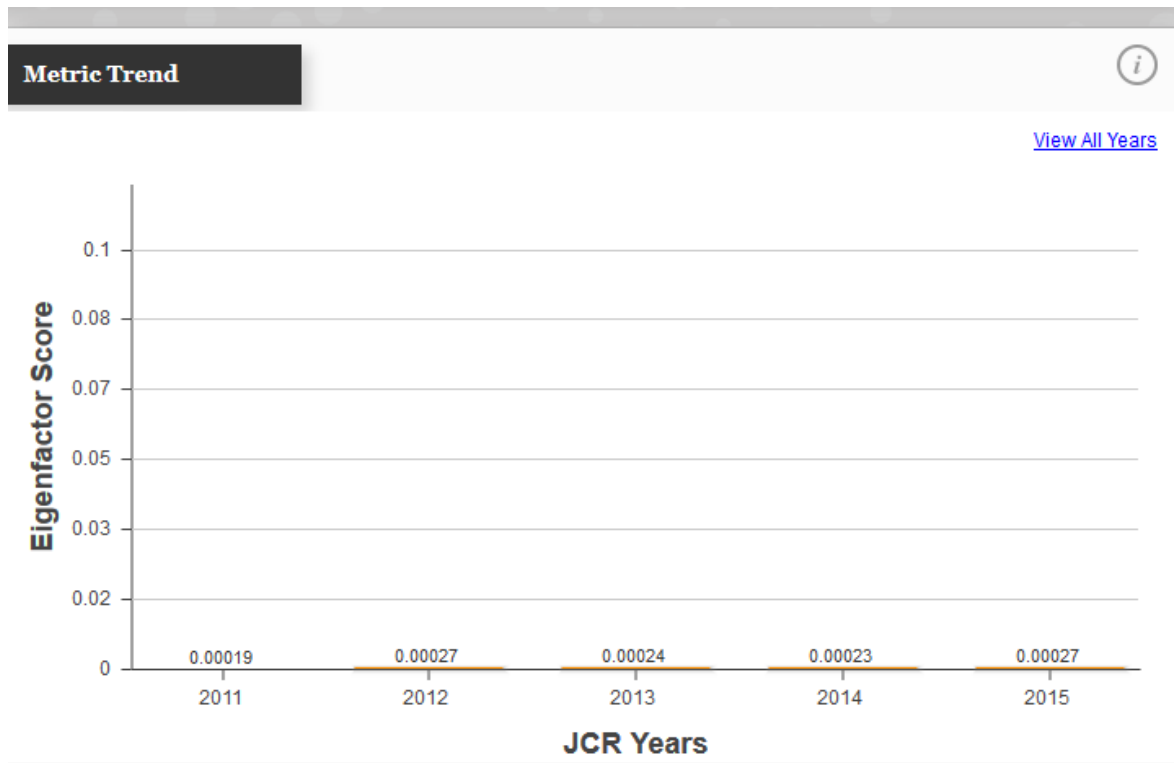 Metric Trend
i
View All Years
Eigenfactor Score
0.1
0.08
0.07
0.05
0.03
0.02
0
0.00019 0.00027 0.00024 0.00023 0.00027
2011 2012 2013 2014 2015
JCR Years